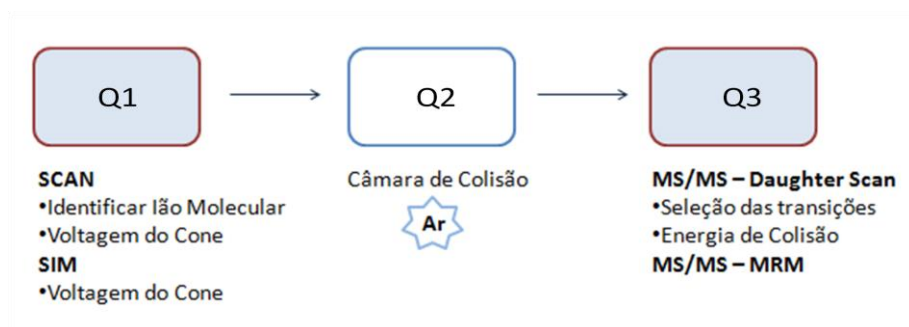 Q1
Q2
Q3
SCAN
•Identificar Ião Molecular
•Voltagem do Cone
SIM
•Voltagem do Cone
Câmara de Colisão
Ar
MS/MS – Daughter Scan
•Seleção das transições
•Energia de Colisão
MS/MS – MRM